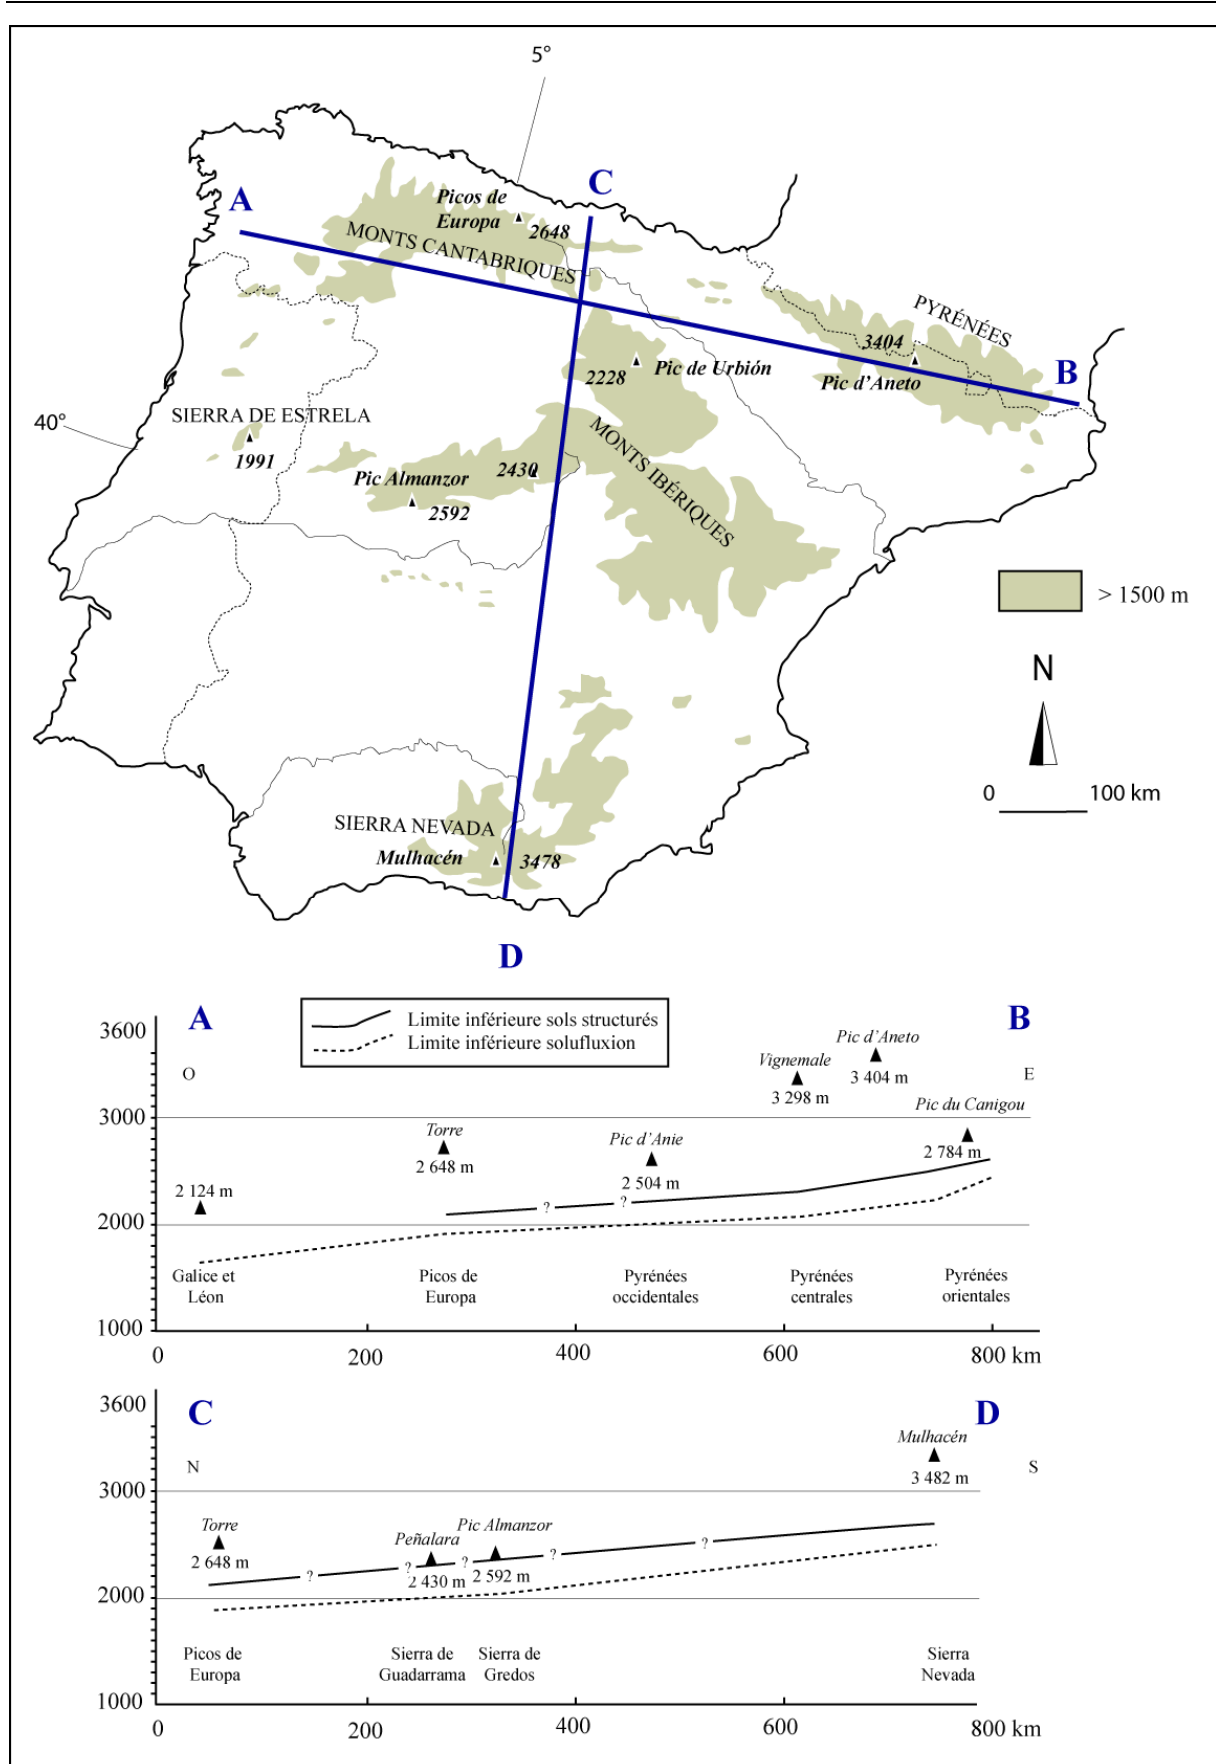 5°
C
A
Picos de
Europa
2648
MONTS CANTABRIQUES
PYRÉNÉES
3404
Pic d'Aneto
B
2228
Pic de Urbión
SIERRA DE ESTRELA
40°
1991
MONTS IBÉRIQUES
Pic Almanzor
2430
2592
> 1500 m
N
0 100 km
SIERRA NEVADA
Mulhacén
3478
D
A
B
Limite inférieure sols structurés
Limite inférieure solufluxion
3600
O
E
Pic d'Aneto
3 404 m
Vignemale
3 298 m
3000
Pic du Canigou
2 784 m
Torre
2 648 m
Pic d'Anie
2 504 m
2 124 m
? ?
2000
Galice et
Léon
Picos de
Europa
Pyrénées
occidentales
Pyrénées
centrales
Pyrénées
orientales
1000
0 200 400 600 800 km
3600
C
D
N
S
Mulhacén
3 482 m
3000
Torre
2 648 m
Peñalara
2 430 m
Pic Almanzor
2 592 m
? ? ? ? ?
2000
Picos de
Europa
Sierra de
Guadarrama
Sierra de
Gredos
Sierra
Nevada
1000
0 200 400 600 800 km